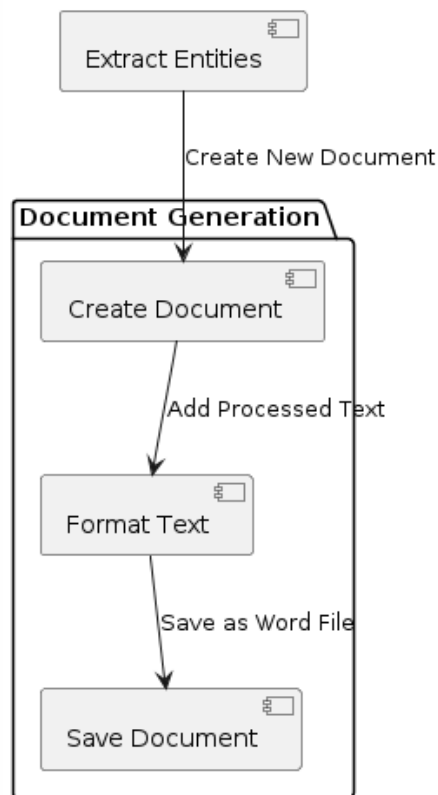 Extract Entities
Create New Document
Document Generation
Create Document
Add Processed Text
Format Text
Save as Word File
Save Document